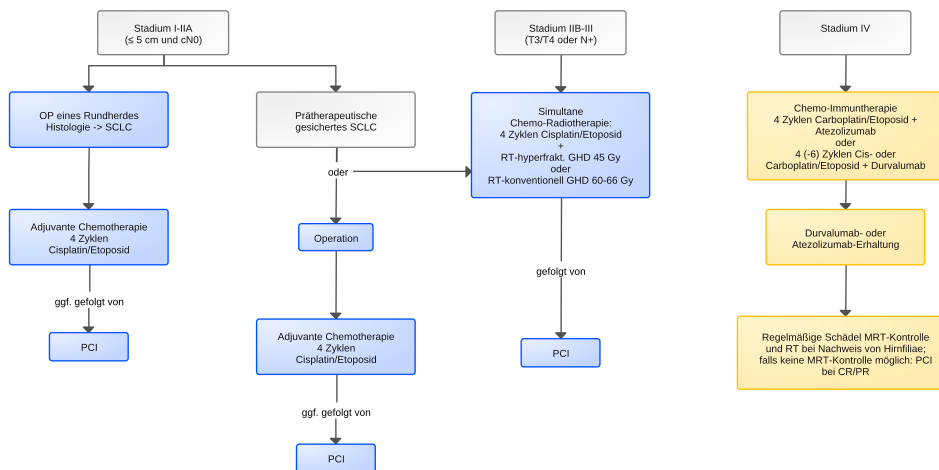 Stadium I-IIA
(≤ 5 cm und cN0)
OP eines Rundherdes
Histologie -> SCLC
Adjuvante Chemotherapie
4 Zyklen
Cisplatin/Etoposid
ggf. gefolgt von
PCI
Prätherapeutische
gesichertes SCLC
oder
Operation
Adjuvante Chemotherapie
4 Zyklen
Cisplatin/Etoposid
ggf. gefolgt von
PCI
Stadium IIB-III
(T3/T4 oder N+)
Simultane
Chemo-Radiotherapie:
4 Zyklen Cisplatin/Etoposid
+
RT-hyperfrakt. GHD 45 Gy
oder
RT-konventionell GHD 60-66 Gy
gefolgt von
PCI
Stadium IV
Chemo-Immuntherapie
4 Zyklen Carboplatin/Etoposid +
Atezolizumab
oder
4 (-6) Zyklen Cis- oder
Carboplatin/Etoposid + Durvalumab
Durvalumab- oder
Atezolizumab-Erhaltung
Regelmäßige Schädel MRT-Kontrolle
und RT bei Nachweis von Hirnfiliae;
falls keine MRT-Kontrolle möglich: PCI
bei CR/PR